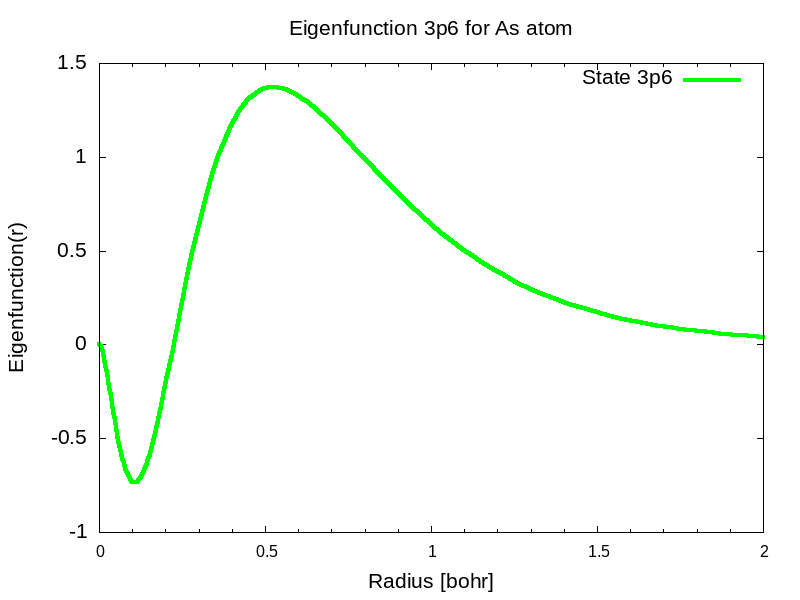 Eigenfunction 3p6 for As atom
State 3p6
1.5
1
0.5
0
-0.5
-1
Eigenfunction(r)
0 0.5 1 1.5 2
Radius [bohr]